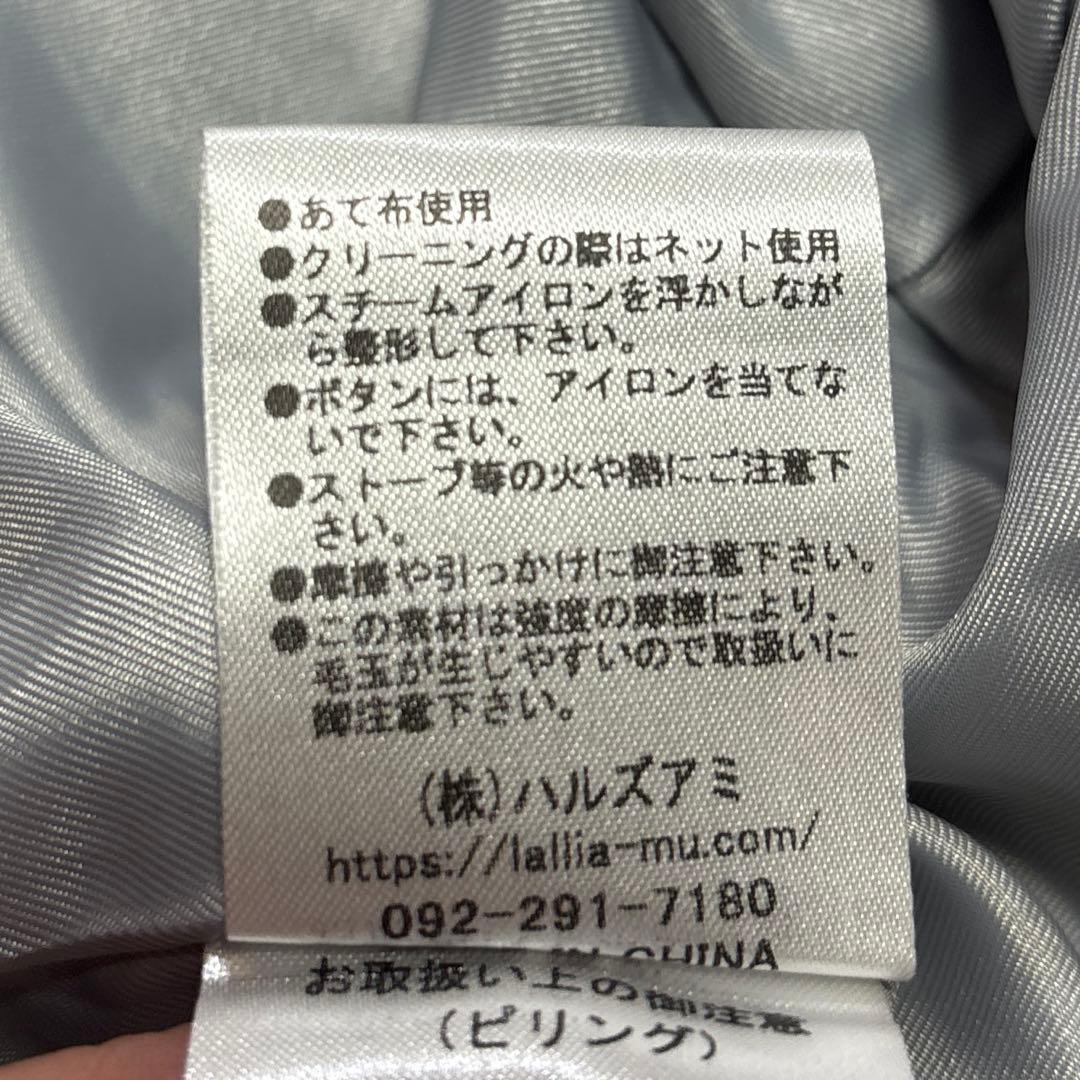 ●あて布使用
●クリーニングの際はネット使用
●スチームアイロンを浮かしなが
ら整形して下さい。
●ボタンには、アイロンを当てな
いで下さい。
●ストーブ等の火や熱にご注意下
さい。
●摩擦や引っかけに御注意下さい。
●この素材は強度の摩擦により、
毛玉が生じやすいので取扱いに
御注意下さい。
(株)ハルズアミ
https://lallia-mu.com/
092-291-7180
IN CHINA
お取扱い上の御注意
(ピリング)